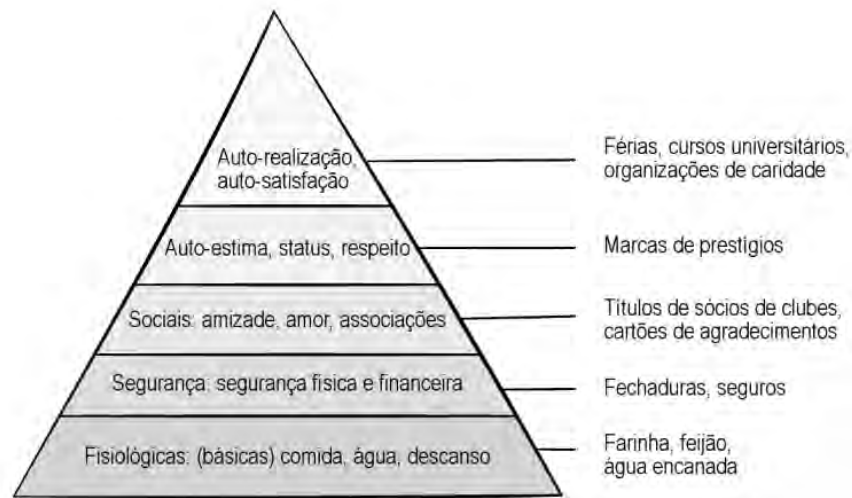 Auto-realização,
auto-satisfação
Férias, cursos universitários,
organizações de caridade
Auto-estima, status, respeito
Marcas de prestígios
Sociais: amizade, amor, associações
Títulos de sócios de clubes,
cartões de agradecimentos
Segurança: segurança física e financeira
Fechaduras, seguros
Fisiológicas: (básicas) comida, água, descanso
Farinha, feijão,
água encanada